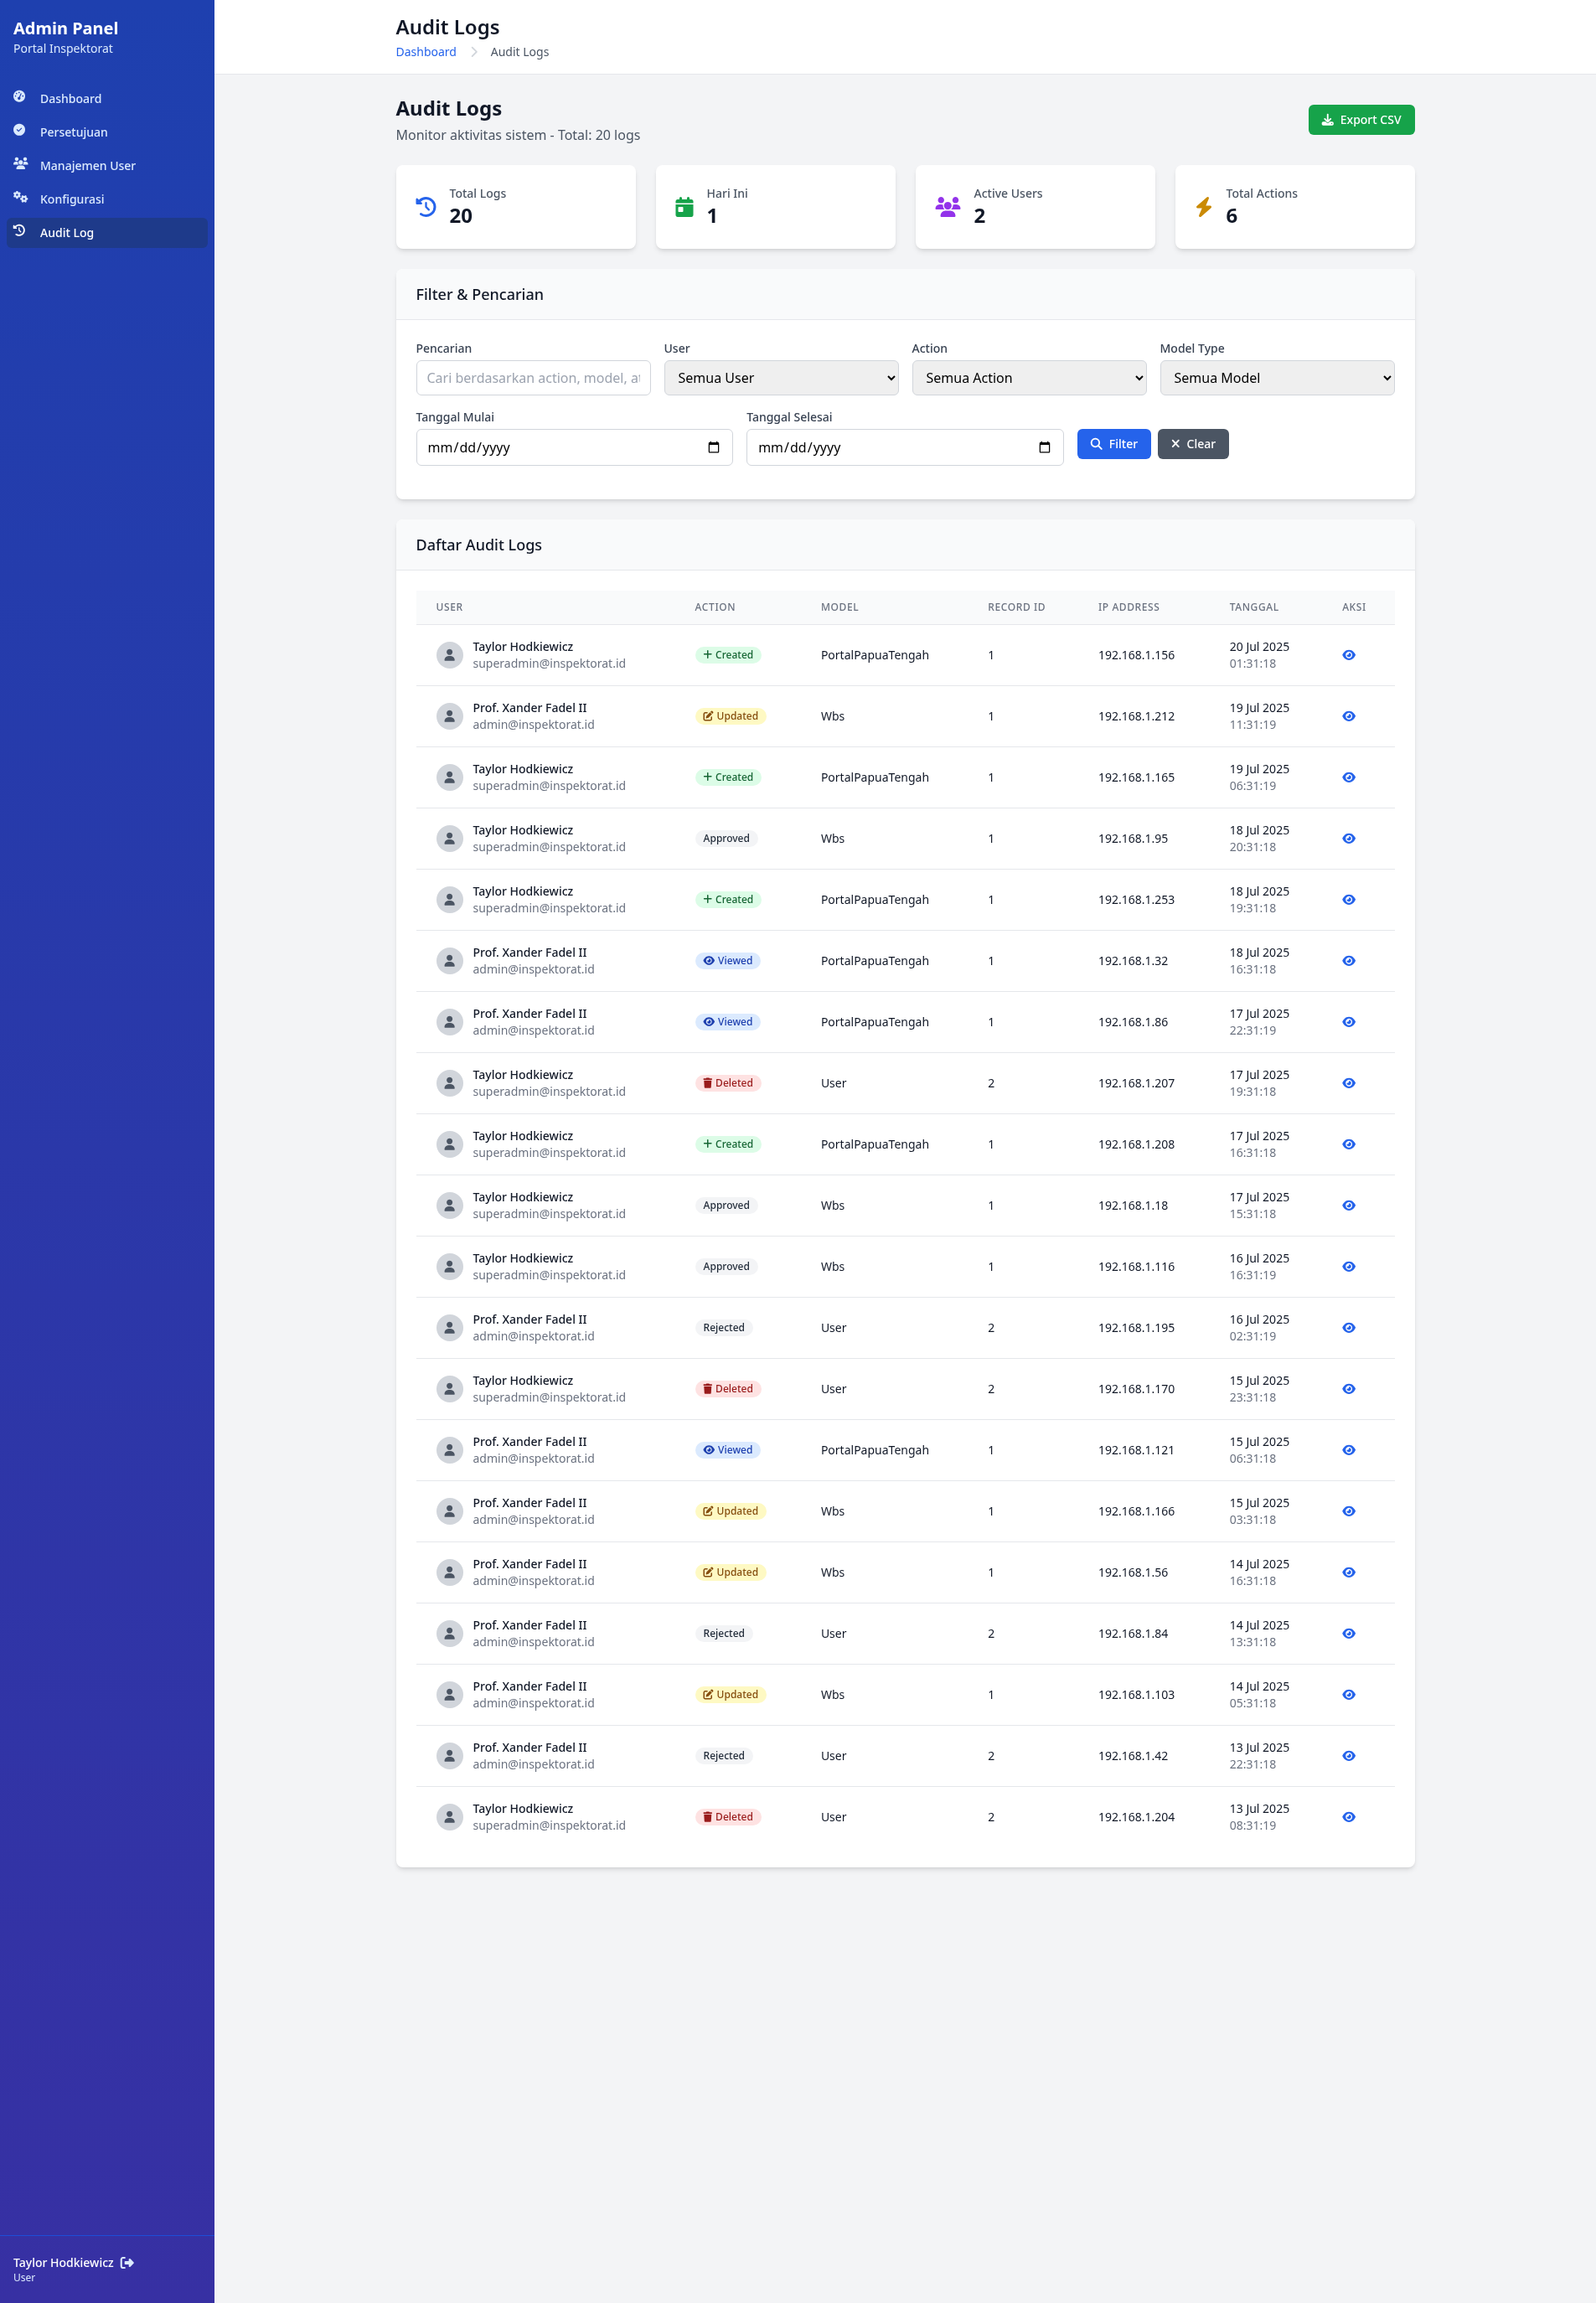 Admin Panel
Portal Inspektorat
Dashboard
Persetujuan
Manajemen User
Konfigurasi
Audit Log
Audit Logs
Dashboard Audit Logs
Audit Logs
Monitor aktivitas sistem - Total: 20 logs
Export CSV
Total Logs
20
Hari Ini
1
Active Users
2
Total Actions
6
Filter & Pencarian
Pencarian User Action Model Type
Cari berdasarkan action, model, at Semua User Semua Action Semua Model
Tanggal Mulai Tanggal Selesai
mm/dd/yyyy mm/dd/yyyy Filter Clear
Daftar Audit Logs
USER ACTION MODEL RECORD ID IP ADDRESS TANGGAL AKSI
Taylor Hodkiewicz Created PortalPapuaTengah 1 192.168.1.156 20 Jul 2025
superadmin@inspektorat.id 01:31:18
Prof. Xander Fadel II Updated Wbs 1 192.168.1.212 19 Jul 2025
admin@inspektorat.id 11:31:19
Taylor Hodkiewicz Created PortalPapuaTengah 1 192.168.1.165 19 Jul 2025
superadmin@inspektorat.id 06:31:19
Taylor Hodkiewicz Approved Wbs 1 192.168.1.95 18 Jul 2025
superadmin@inspektorat.id 20:31:18
Taylor Hodkiewicz Created PortalPapuaTengah 1 192.168.1.253 18 Jul 2025
superadmin@inspektorat.id 19:31:18
Prof. Xander Fadel II Viewed PortalPapuaTengah 1 192.168.1.32 18 Jul 2025
admin@inspektorat.id 16:31:18
Prof. Xander Fadel II Viewed PortalPapuaTengah 1 192.168.1.86 17 Jul 2025
admin@inspektorat.id 22:31:19
Taylor Hodkiewicz Deleted User 2 192.168.1.207 17 Jul 2025
superadmin@inspektorat.id 19:31:18
Taylor Hodkiewicz Created PortalPapuaTengah 1 192.168.1.208 17 Jul 2025
superadmin@inspektorat.id 16:31:18
Taylor Hodkiewicz Approved Wbs 1 192.168.1.18 17 Jul 2025
superadmin@inspektorat.id 15:31:18
Taylor Hodkiewicz Approved Wbs 1 192.168.1.116 16 Jul 2025
superadmin@inspektorat.id 16:31:19
Prof. Xander Fadel II Rejected User 2 192.168.1.195 16 Jul 2025
admin@inspektorat.id 02:31:19
Taylor Hodkiewicz Deleted User 2 192.168.1.170 15 Jul 2025
superadmin@inspektorat.id 23:31:18
Prof. Xander Fadel II Viewed PortalPapuaTengah 1 192.168.1.121 15 Jul 2025
admin@inspektorat.id 06:31:18
Prof. Xander Fadel II Updated Wbs 1 192.168.1.166 15 Jul 2025
admin@inspektorat.id 03:31:18
Prof. Xander Fadel II Updated Wbs 1 192.168.1.56 14 Jul 2025
admin@inspektorat.id 16:31:18
Prof. Xander Fadel II Rejected User 2 192.168.1.84 14 Jul 2025
admin@inspektorat.id 13:31:18
Prof. Xander Fadel II Updated Wbs 1 192.168.1.103 14 Jul 2025
admin@inspektorat.id 05:31:18
Prof. Xander Fadel II Rejected User 2 192.168.1.42 13 Jul 2025
admin@inspektorat.id 22:31:18
Taylor Hodkiewicz Deleted User 2 192.168.1.204 13 Jul 2025
superadmin@inspektorat.id 08:31:19
Taylor Hodkiewicz
User